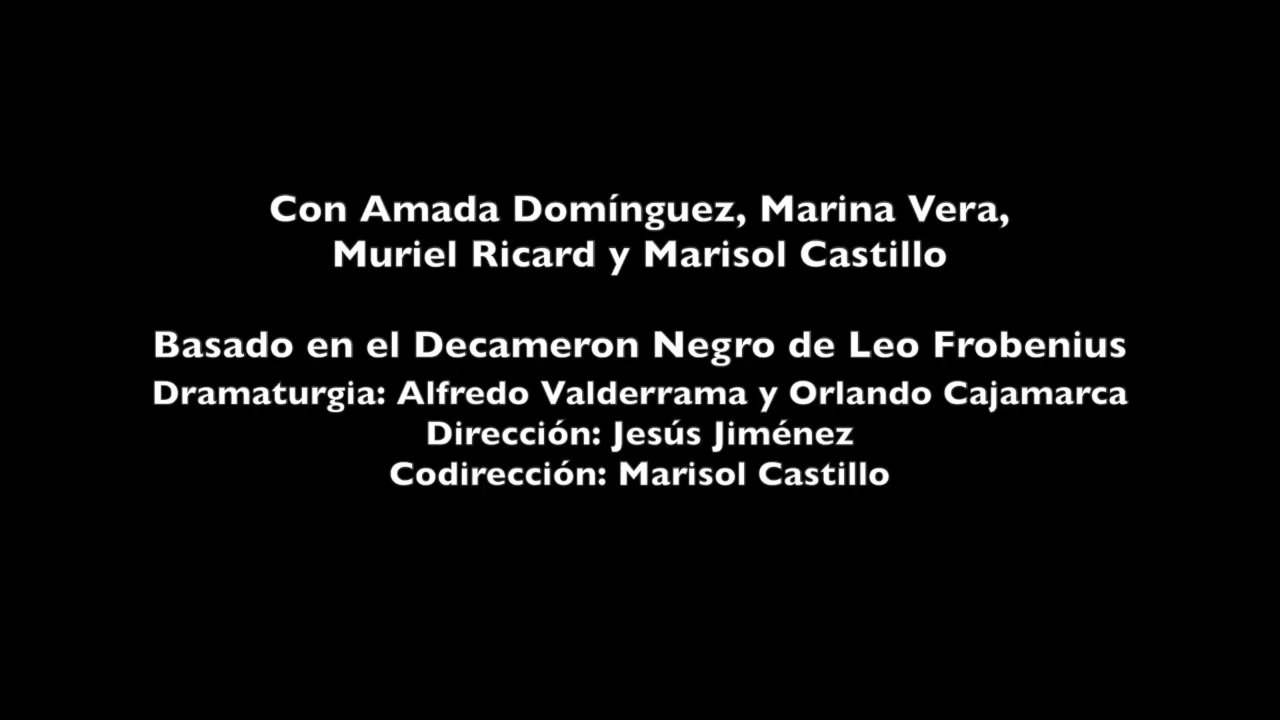 Con Amada Domínguez, Marina Vera,
Muriel Ricard y Marisol Castillo
Basado en el Decameron Negro de Leo Frobenius
Dramaturgia: Alfredo Valderrama y Orlando Cajamarca
Dirección: Jesús Jiménez
Codirección: Marisol Castillo